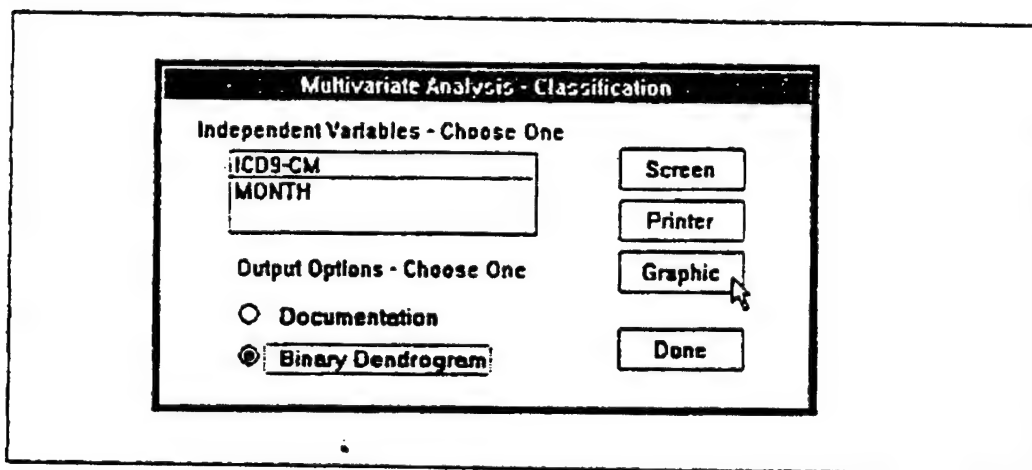 Multivariate Analysis - Classification
Independent Variables - Choose One
ICD9-CM
MONTH
Screen
Printer
Output Options - Choose One
Graphic
Documentation
Binary Dendrogram
Done